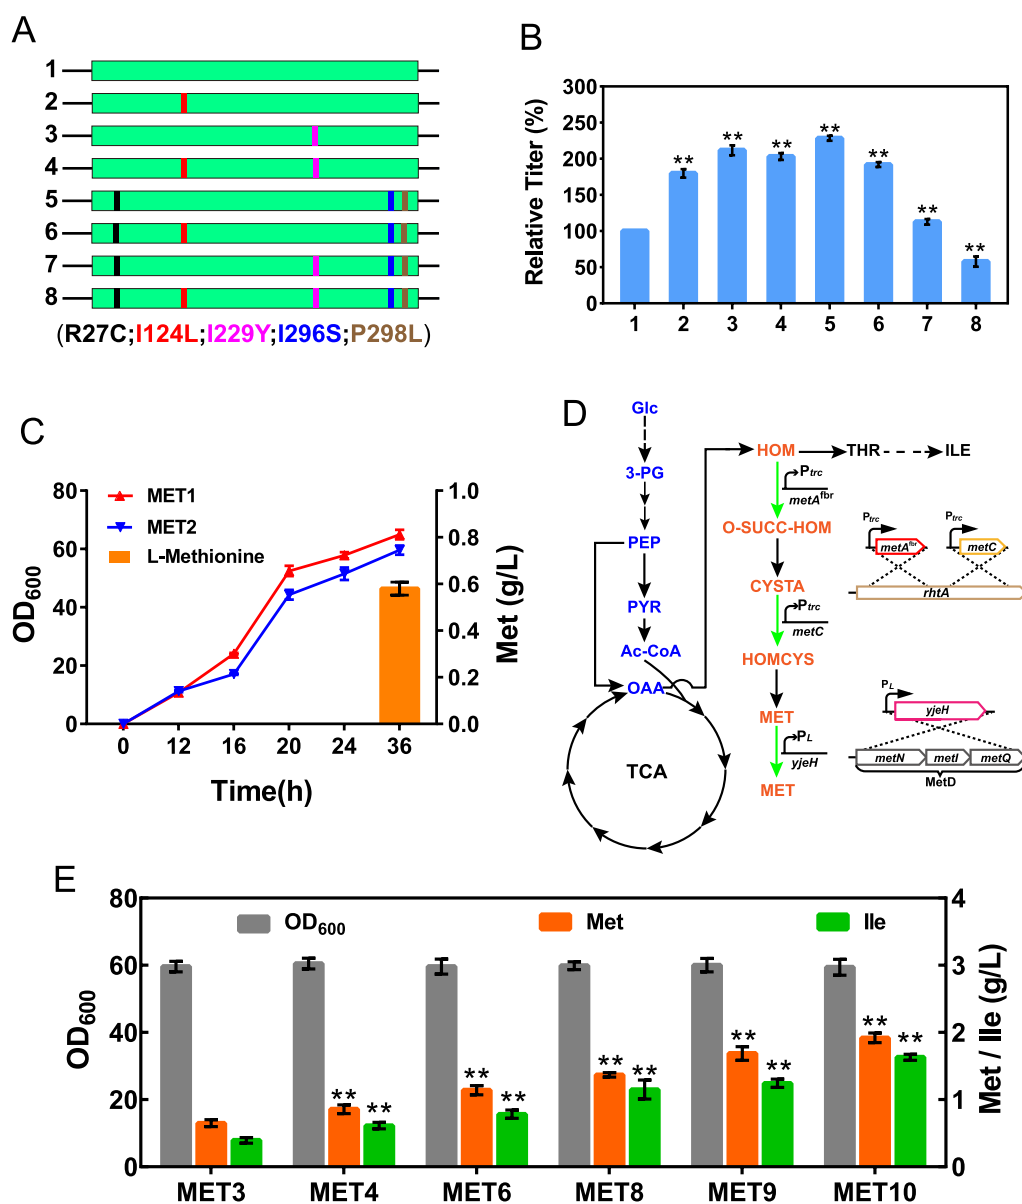 A
1
2
3
4
5
6
7
8
(R27C;I124L;I229Y;I296S;P298L)
B
Relative Titer (%)
300
250
200
150
100
50
0
1 2 3 4 5 6 7 8
** ** ** ** ** ** **
C
OD600
80
60
40
20
0
MET1
MET2
L-Methionine
1.0
0.8
0.6
0.4
0.2
0.0
Met (g/L)
0 12 16 20 24 36
Time(h)
D
Glc
3-PG
PEP
PYR
Ac-CoA
OAA
TCA
HOM THR ILE
Ptrc
metAfbr
O-SUCC-HOM
CYSTA
Ptrc
metC
HOMCYS
MET
PL
yjeH
MET
Ptrc Ptrc
metAfbr metC
rhtA
PL
yjeH
metN metI metQ
MetD
E
OD600
80
60
40
20
0
OD600 Met Ile
4
3
2
1
0
Met / Ile (g/L)
** ** ** ** ** ** ** ** ** **
MET3 MET4 MET6 MET8 MET9 MET10